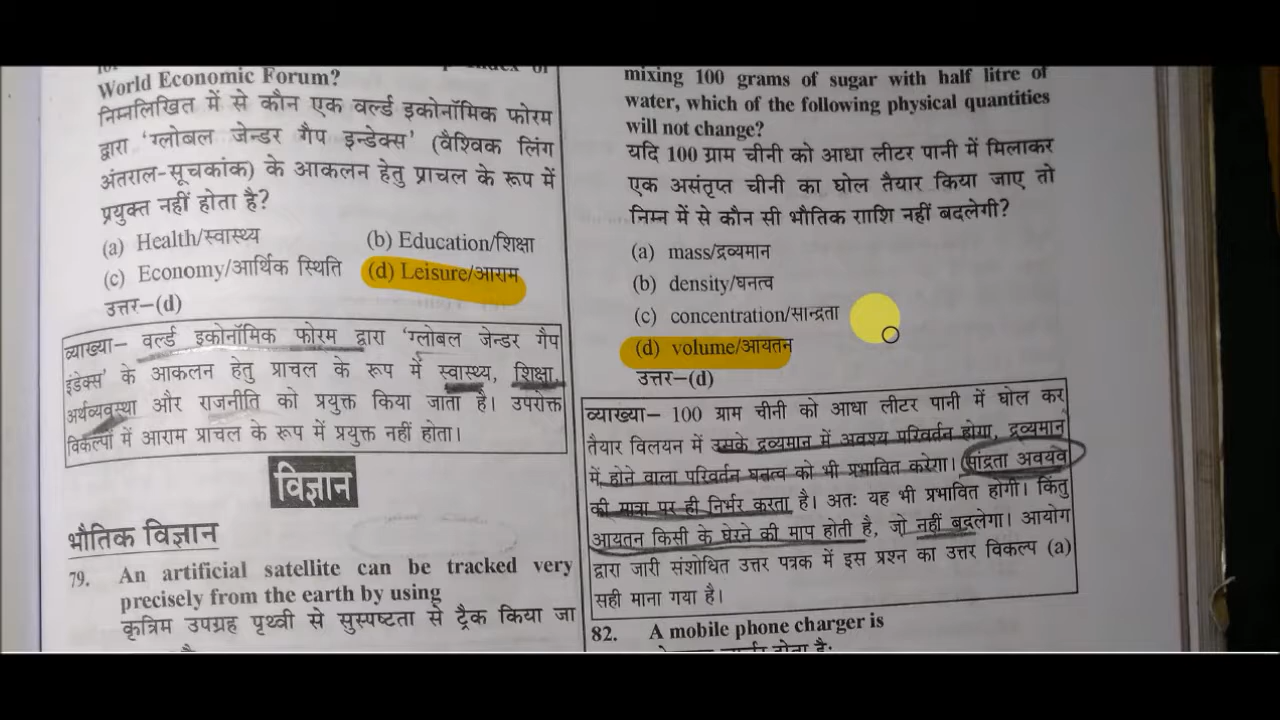 World Economic Forum?
निम्नलिखित में से कौन एक वर्ल्ड इकोनॉमिक फोरम
द्वारा 'ग्लोबल जेन्डर गैप इन्डेक्स' (वैश्विक लिंग
अंतराल-सूचकांक) के आकलन हेतु प्राचल के रूप में
प्रयुक्त नहीं होता है?
(a) Health/स्वास्थ्य (b) Education/शिक्षा
(c) Economy/आर्थिक स्थिति (d) Leisure/आराम
उत्तर–(d)
व्याख्या– वर्ल्ड इकोनॉमिक फोरम द्वारा 'ग्लोबल जेन्डर गैप
इंडेक्स' के आकलन हेतु प्राचल के रूप में स्वास्थ्य, शिक्षा,
अर्थव्यवस्था और राजनीति को प्रयुक्त किया जाता है। उपरोक्त
विकल्पों में आराम प्राचल के रूप में प्रयुक्त नहीं होता।
विज्ञान
भौतिक विज्ञान
79. An artificial satellite can be tracked very
precisely from the earth by using
कृत्रिम उपग्रह पृथ्वी से सुस्पष्टता से ट्रैक किया जा
mixing 100 grams of sugar with half litre of
water, which of the following physical quantities
will not change?
यदि 100 ग्राम चीनी को आधा लीटर पानी में मिलाकर
एक असंतृप्त चीनी का घोल तैयार किया जाए तो
निम्न में से कौन सी भौतिक राशि नहीं बदलेगी?
(a) mass/द्रव्यमान
(b) density/घनत्व
(c) concentration/सान्द्रता
(d) volume/आयतन
उत्तर–(d)
व्याख्या– 100 ग्राम चीनी को आधा लीटर पानी में घोल कर
तैयार विलयन में उसके द्रव्यमान में अवश्य परिवर्तन होगा, द्रव्यमान
में होने वाला परिवर्तन घनत्व को भी प्रभावित करेगा। सांद्रता अवयव
की मात्रा पर ही निर्भर करता है। अतः यह भी प्रभावित होगी। किंतु
आयतन किसी के घेरने की माप होती है, जो नहीं बदलेगा। आयोग
द्वारा जारी संशोधित उत्तर पत्रक में इस प्रश्न का उत्तर विकल्प (a)
सही माना गया है।
82. A mobile phone charger is